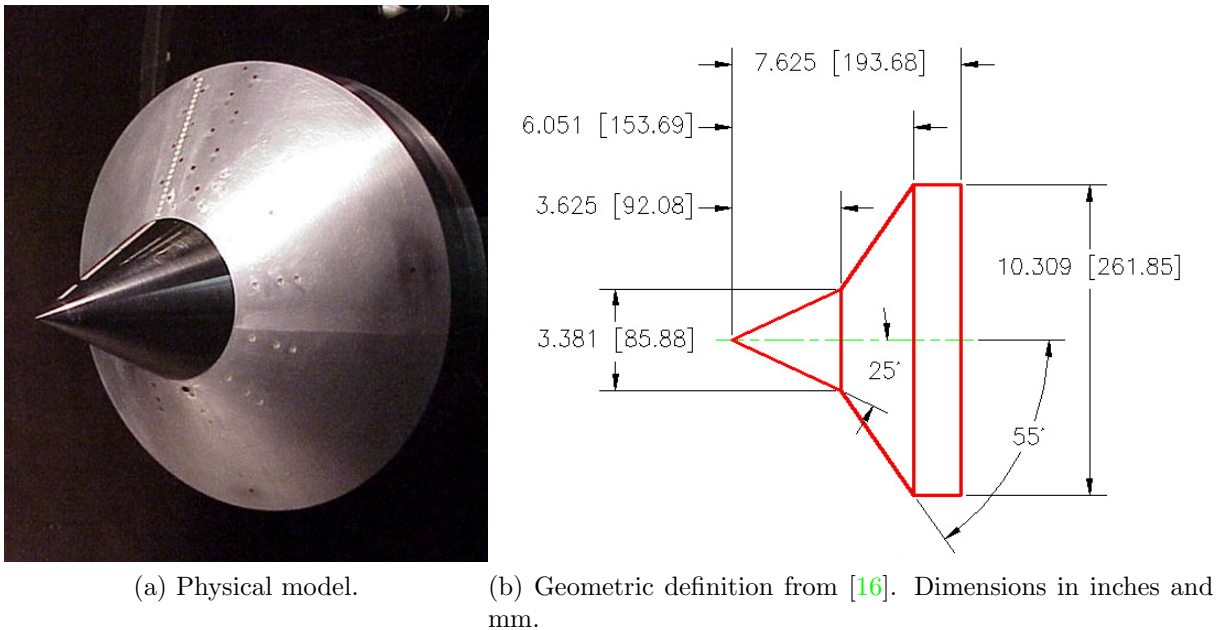 7.625 [193.68]
6.051 [153.69]
3.625 [92.08]
10.309 [261.85]
3.381 [85.88]
25°
55°
(a) Physical model.
(b) Geometric definition from [16]. Dimensions in inches and
mm.